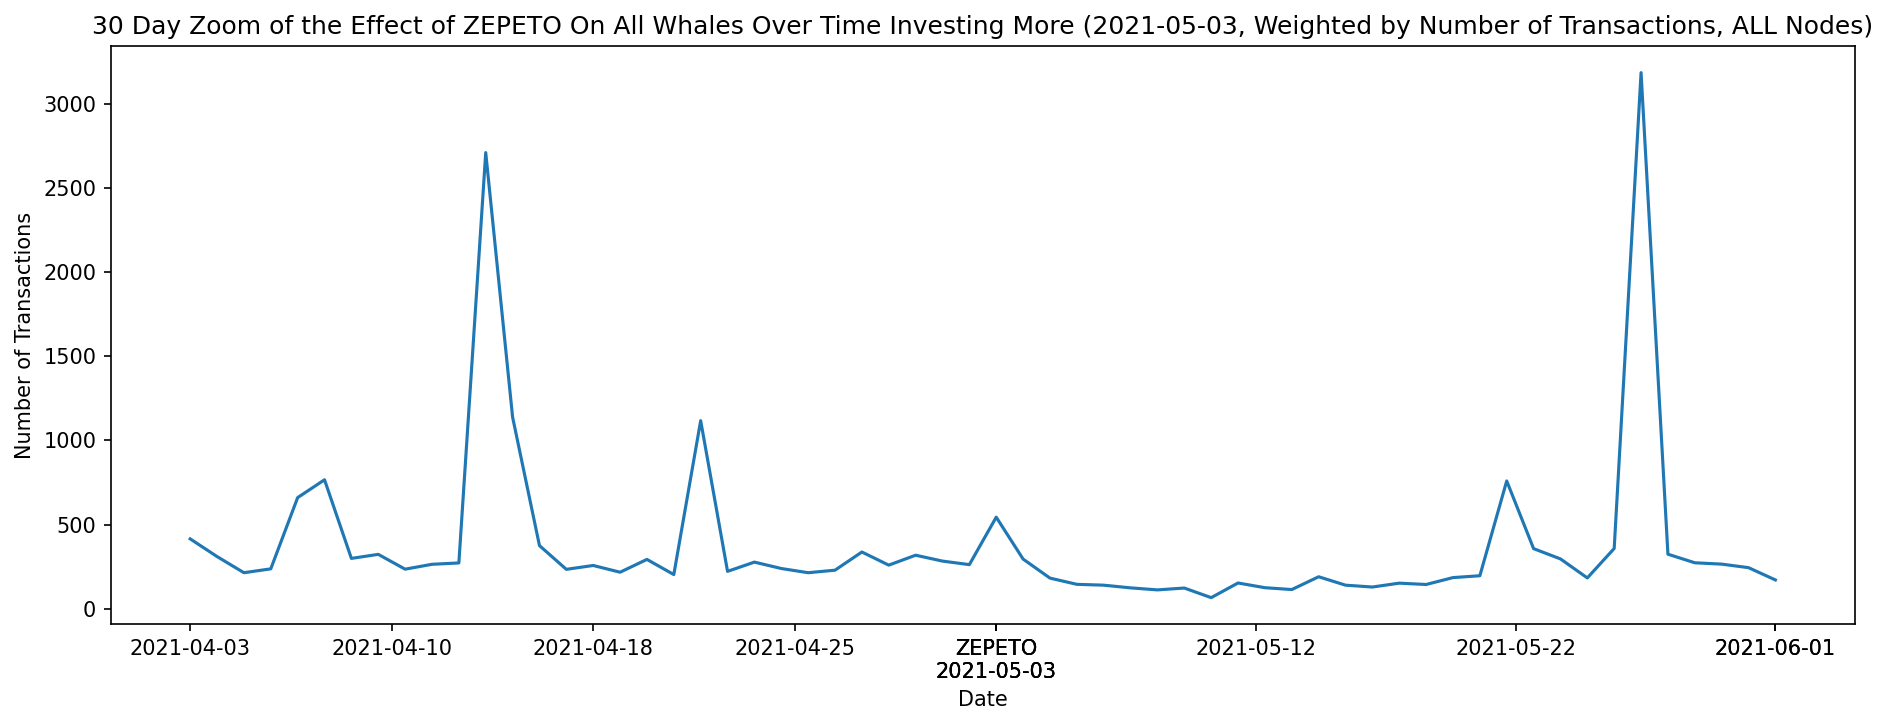 30 Day Zoom of the Effect of ZEPETO On All Whales Over Time Investing More (2021-05-03, Weighted by Number of Transactions, ALL Nodes)
Number of Transactions
3000
2500
2000
1500
1000
500
0
2021-04-03 2021-04-10 2021-04-18 2021-04-25 ZEPETO 2021-05-12 2021-05-22 2021-06-01
2021-05-03
Date